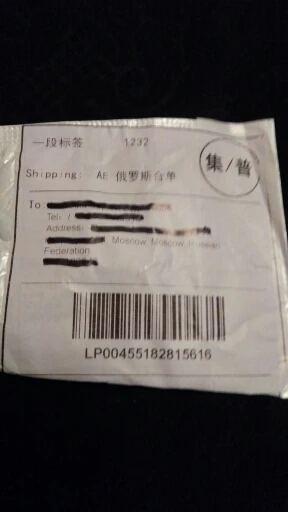 一段标签 1232
集/普
Shipping: AE 俄罗斯合单
To:
Tel: /
Address:
Moscow, Moscow, Russian
Federation
LP00455182815616